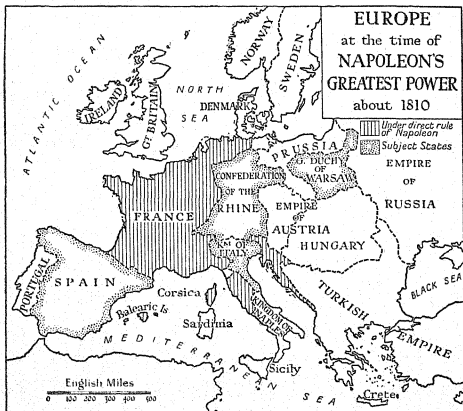 EUROPE
at the time of
NAPOLEON'S
GREATEST POWER
about 1810
Under direct rule
of Napoleon
Subject States
ATLANTIC OCEAN
NORTH
SEA
NORWAY
SWEDEN
DENMARK
IRELAND
GT. BRITAIN
PRUSSIA
G. DUCHY
OF
WARSAW
EMPIRE
OF
RUSSIA
CONFEDERATION
OF THE
RHINE
FRANCE
EMPIRE
OF
AUSTRIA
HUNGARY
KM. OF
ITALY
PORTUGAL
SPAIN
Corsica
Balearic Is
Sardinia
KINGDOM OF
NAPLES
TURKISH
EMPIRE
BLACK SEA
MEDITERRANEAN
SEA
Sicily
Crete
English Miles
0 100 200 300 400 500